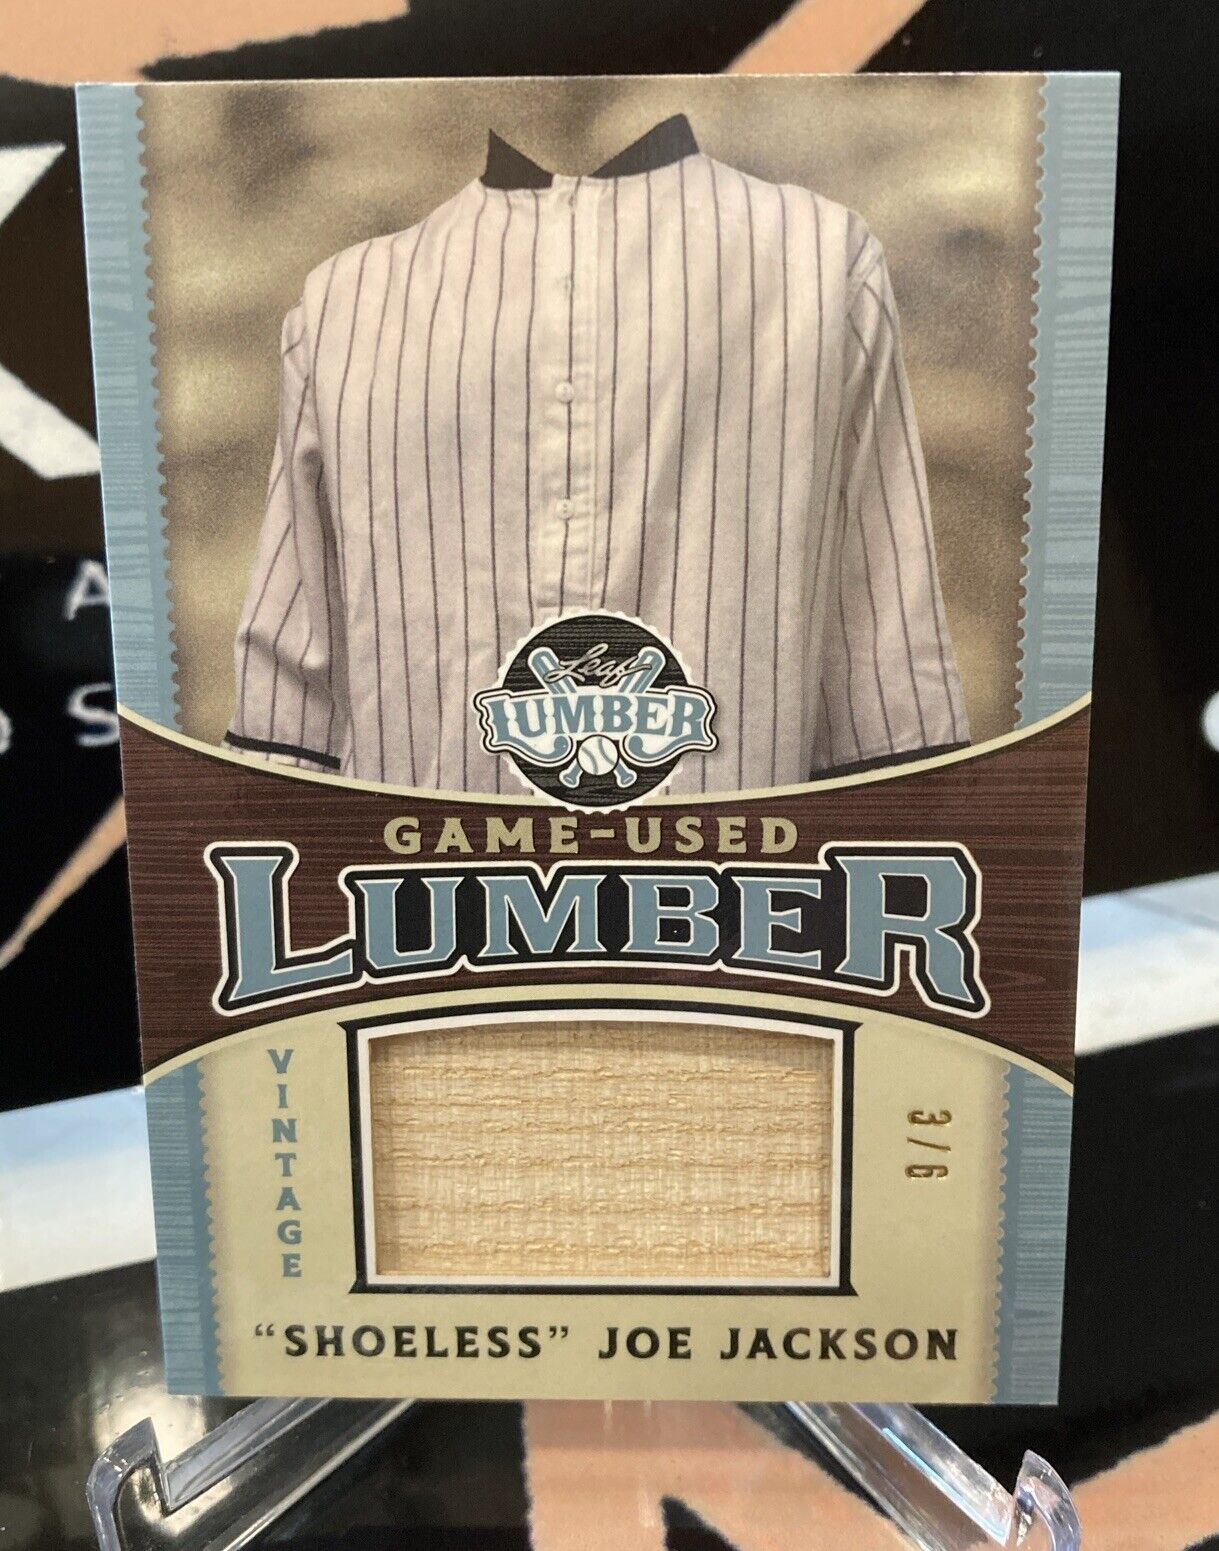 Leaf
LUMBER
GAME-USED
LUMBER
VINTAGE
3/6
"SHOELESS" JOE JACKSON